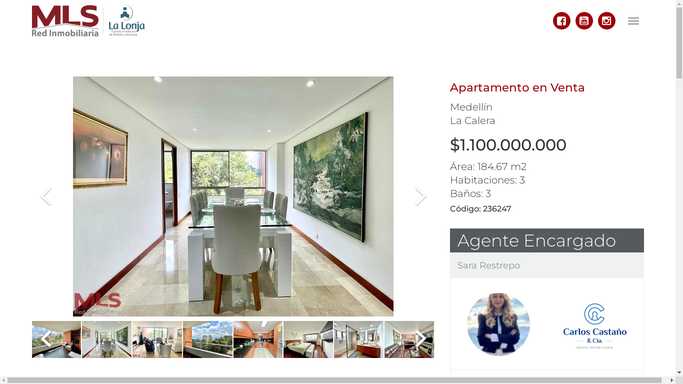 MLS
Red Inmobiliaria
La Lonja
Apartamento en Venta
Medellín
La Calera
$1.100.000.000
Área: 184.67 m2
Habitaciones: 3
Baños: 3
Código: 236247
Agente Encargado
Sara Restrepo
Carlos Castaño
& Cía.
MLS